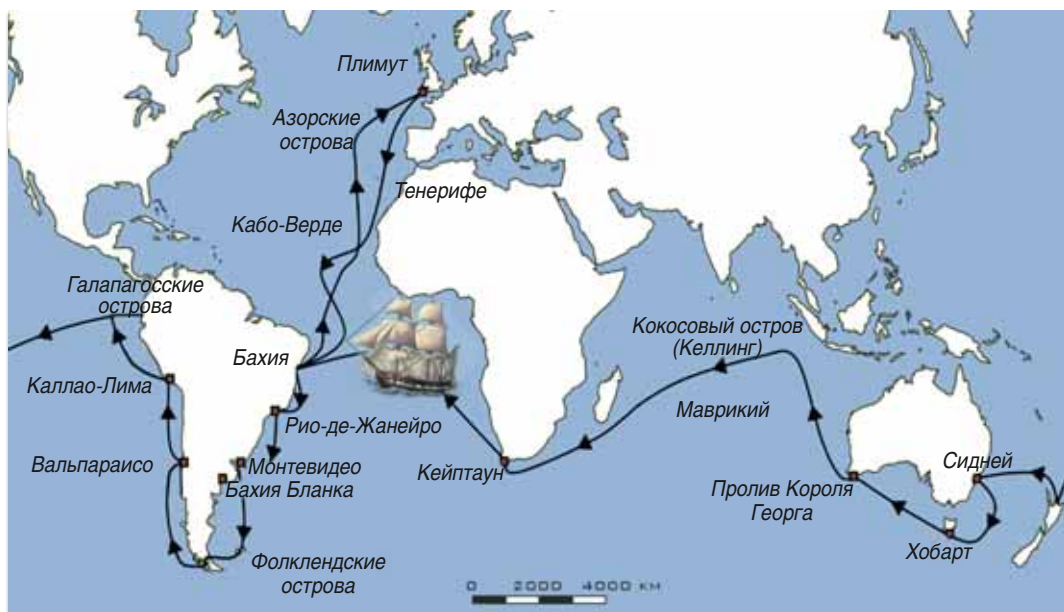 Плимут
Азорские
острова
Тенерифе
Кабо-Верде
Галапагосские
острова
Бахия
Кокосовый остров
(Келлинг)
Каллао-Лима
Маврикий
Рио-де-Жанейро
Вальпараисо
Монтевидео
Бахия Бланка
Кейптаун
Сидней
Пролив Короля
Георга
Хобарт
Фолклендские
острова
0 2000 4000 км